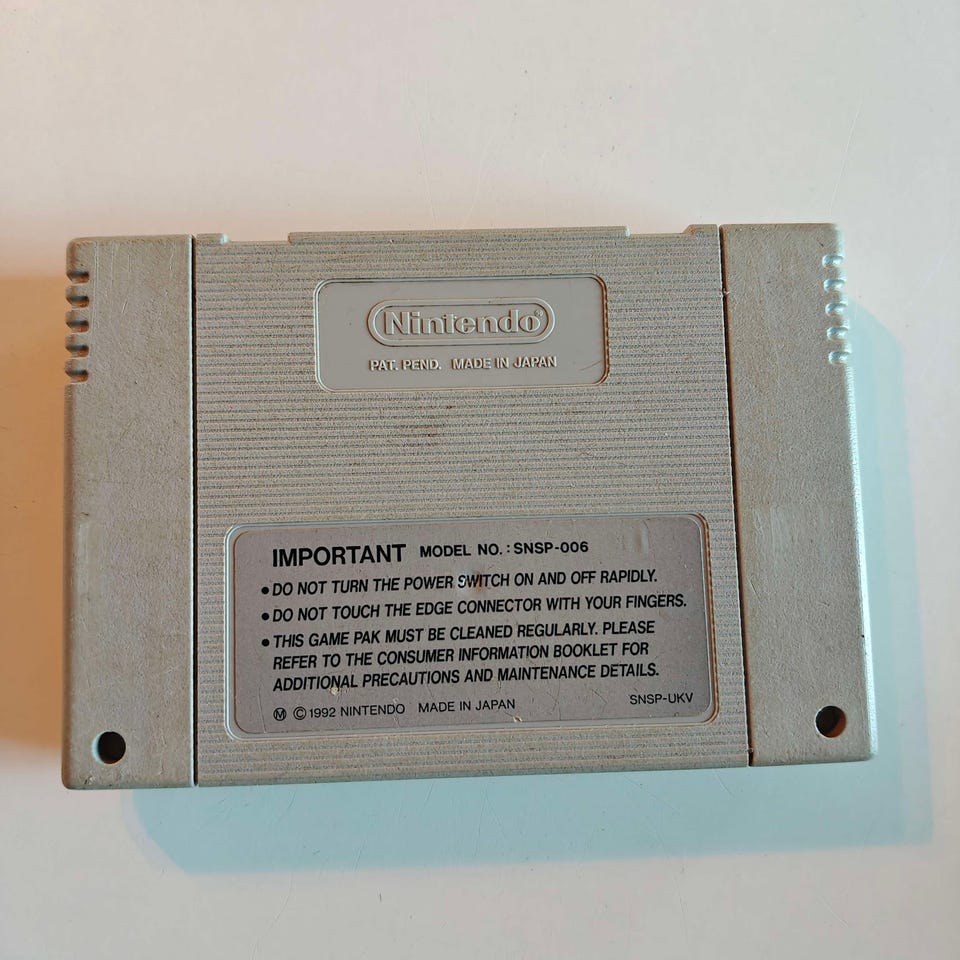 Nintendo®
PAT. PEND. MADE IN JAPAN
IMPORTANT MODEL NO. : SNSP-006
● DO NOT TURN THE POWER SWITCH ON AND OFF RAPIDLY.
● DO NOT TOUCH THE EDGE CONNECTOR WITH YOUR FINGERS.
● THIS GAME PAK MUST BE CLEANED REGULARLY. PLEASE
REFER TO THE CONSUMER INFORMATION BOOKLET FOR
ADDITIONAL PRECAUTIONS AND MAINTENANCE DETAILS.
Ⓜ © 1992 NINTENDO MADE IN JAPAN SNSP-UKV